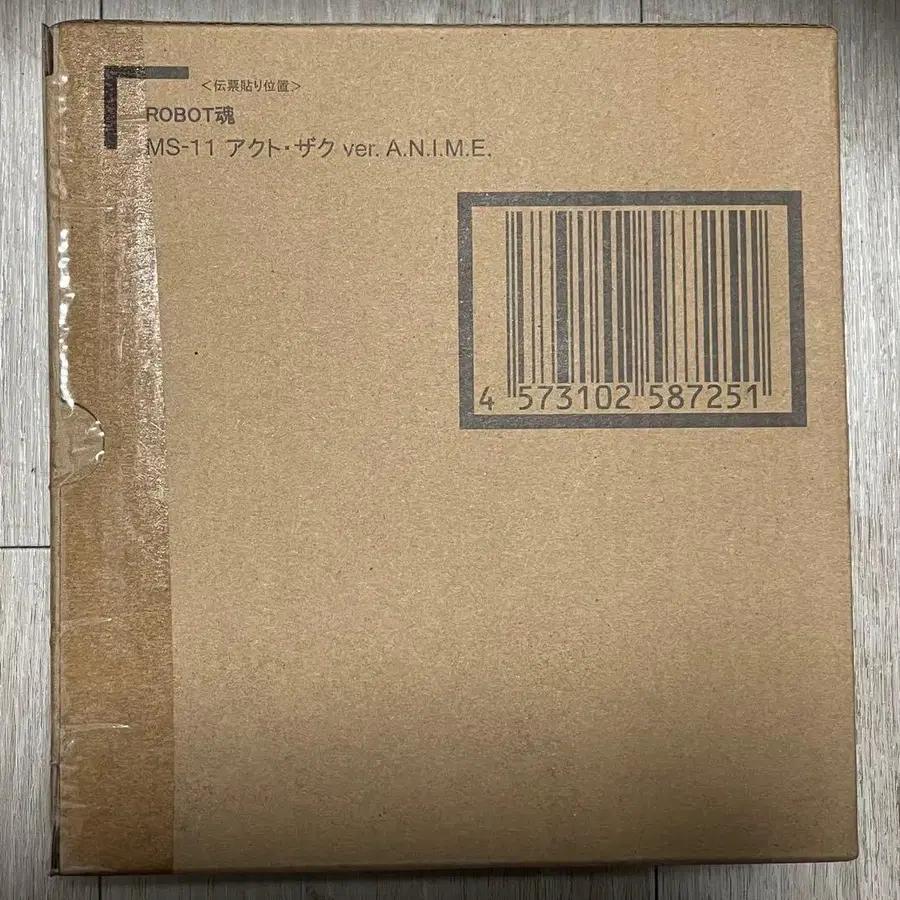 ＜伝票貼り位置＞
ROBOT魂
MS-11 アクト・ザク ver. A.N.I.M.E.
4 573102 587251